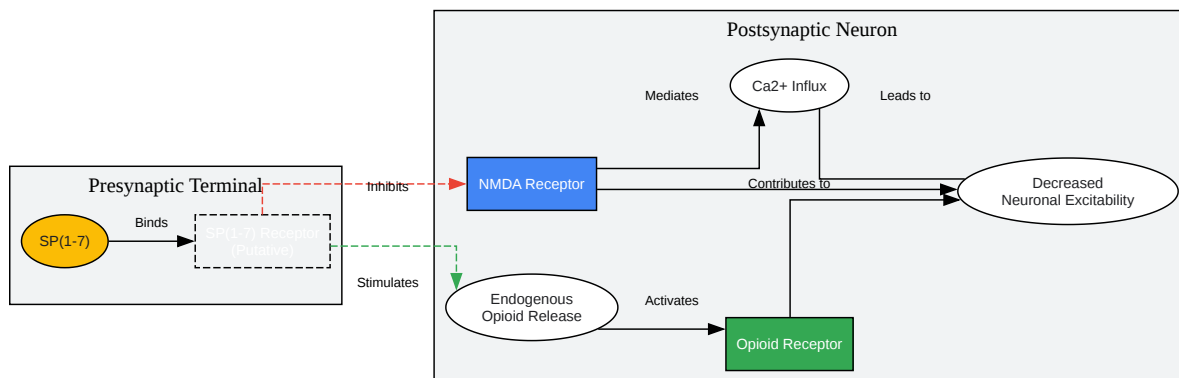 Postsynaptic Neuron
Ca2+ Influx
Mediates
Leads to
Presynaptic Terminal
Inhibits
NMDA Receptor
Contributes to
Decreased
Neuronal Excitability
Binds
SP(1-7)
SP(1-7) Receptor
(Putative)
Stimulates
Endogenous
Opioid Release
Activates
Opioid Receptor